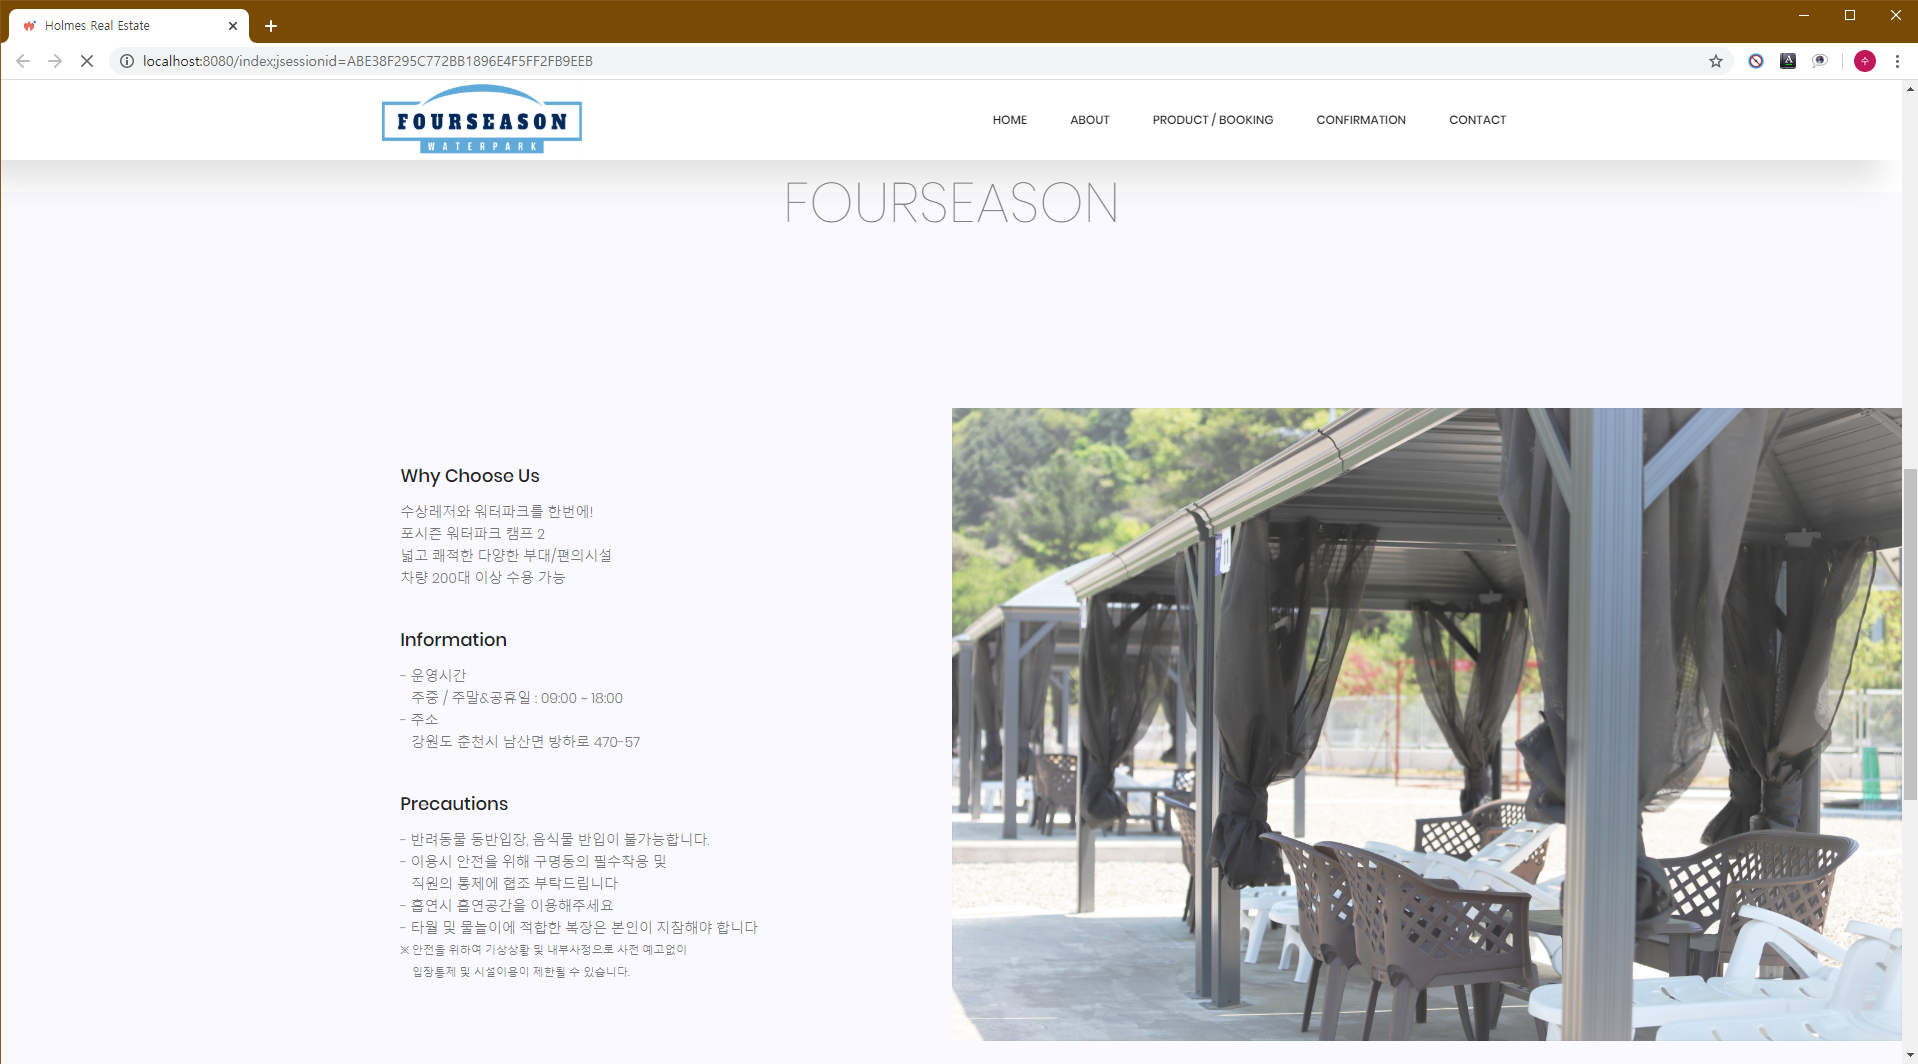 Holmes Real Estate
localhost:8080/index;jsessionid=ABE38F295C772BB1896E4F5FF2FB9EEB
수
FOURSEASON
WATERPARK
HOME ABOUT PRODUCT / BOOKING CONFIRMATION CONTACT
FOURSEASON
Why Choose Us
수상레저와 워터파크를 한번에!
포시즌 워터파크 캠프 2
넓고 쾌적한 다양한 부대/편의시설
차량 200대 이상 수용 가능
Information
- 운영시간
주중 / 주말&공휴일 : 09:00 ~ 18:00
- 주소
강원도 춘천시 남산면 방하로 470-57
Precautions
- 반려동물 동반입장, 음식물 반입이 불가능합니다.
- 이용시 안전을 위해 구명동의 필수착용 및
직원의 통제에 협조 부탁드립니다
- 흡연시 흡연공간을 이용해주세요
- 타월 및 물놀이에 적합한 복장은 본인이 지참해야 합니다
※ 안전을 위하여 기상상황 및 내부사정으로 사전 예고없이
입장통제 및 시설이용이 제한될 수 있습니다.
11